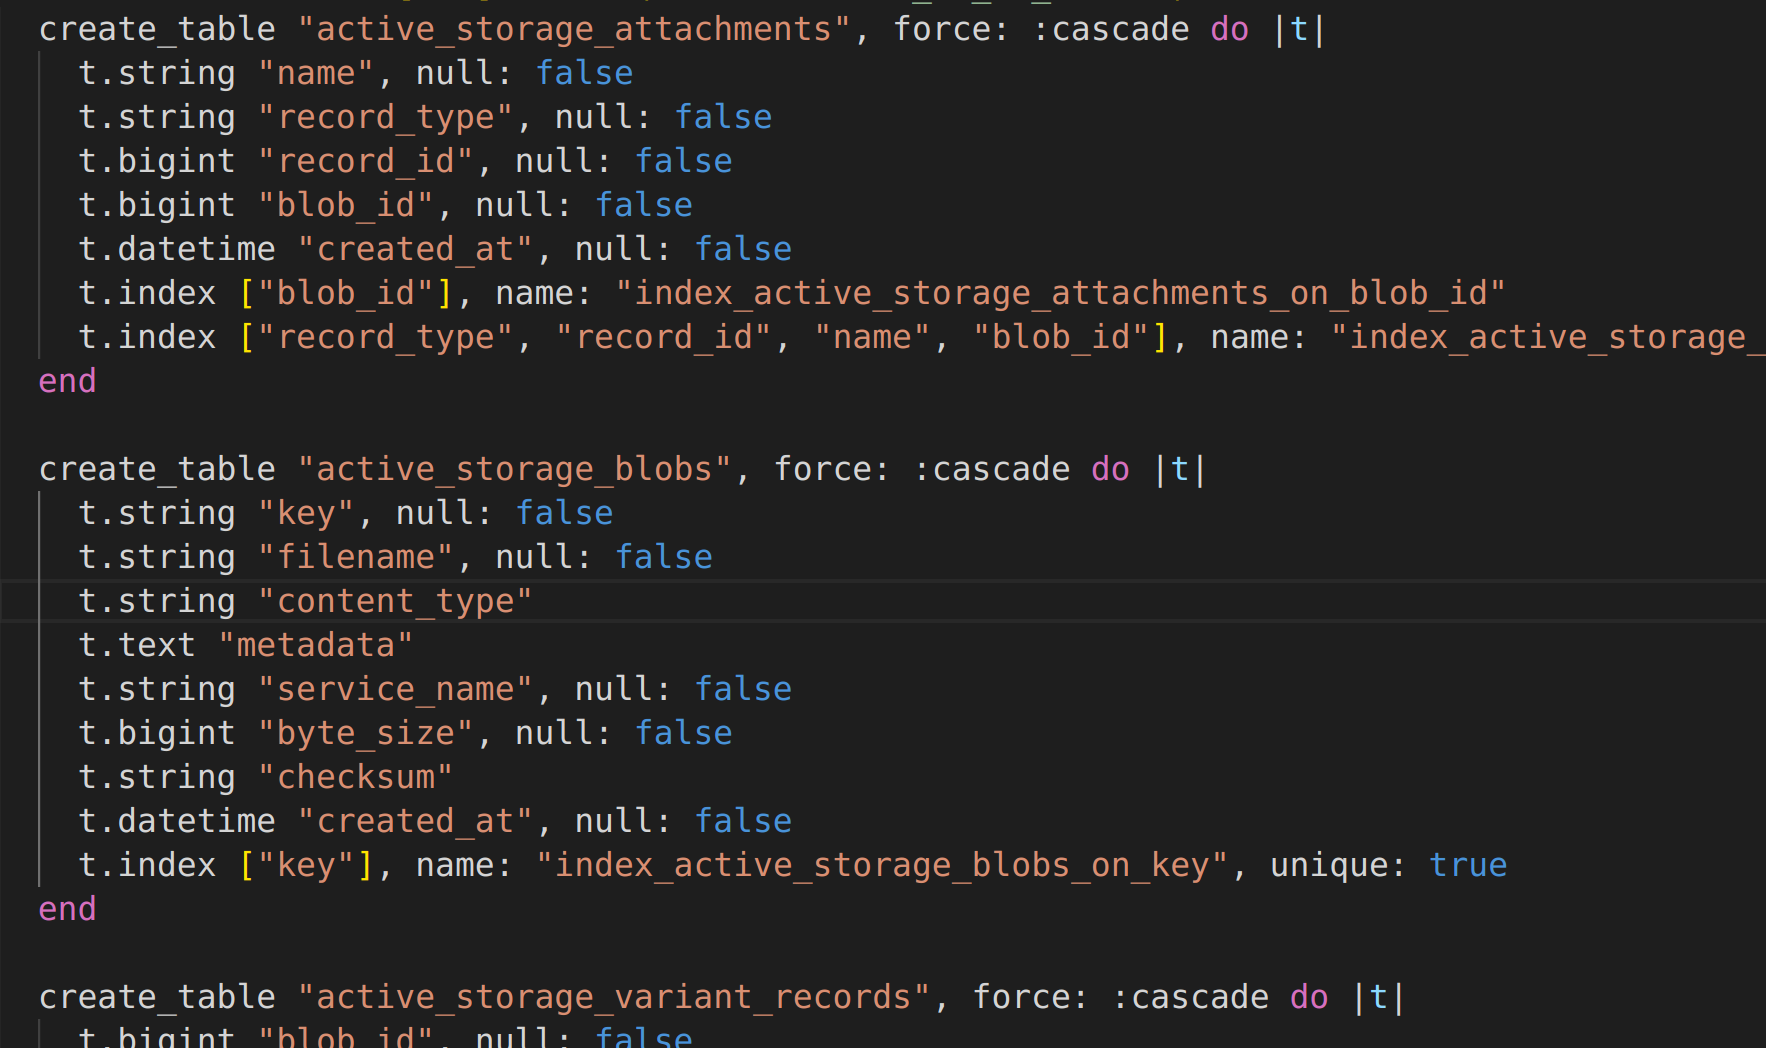 create_table "active_storage_attachments", force: :cascade do |t|
  t.string "name", null: false
  t.string "record_type", null: false
  t.bigint "record_id", null: false
  t.bigint "blob_id", null: false
  t.datetime "created_at", null: false
  t.index ["blob_id"], name: "index_active_storage_attachments_on_blob_id"
  t.index ["record_type", "record_id", "name", "blob_id"], name: "index_active_storage_
end

create_table "active_storage_blobs", force: :cascade do |t|
  t.string "key", null: false
  t.string "filename", null: false
  t.string "content_type"
  t.text "metadata"
  t.string "service_name", null: false
  t.bigint "byte_size", null: false
  t.string "checksum"
  t.datetime "created_at", null: false
  t.index ["key"], name: "index_active_storage_blobs_on_key", unique: true
end

create_table "active_storage_variant_records", force: :cascade do |t|
  t.bigint "blob_id", null: false